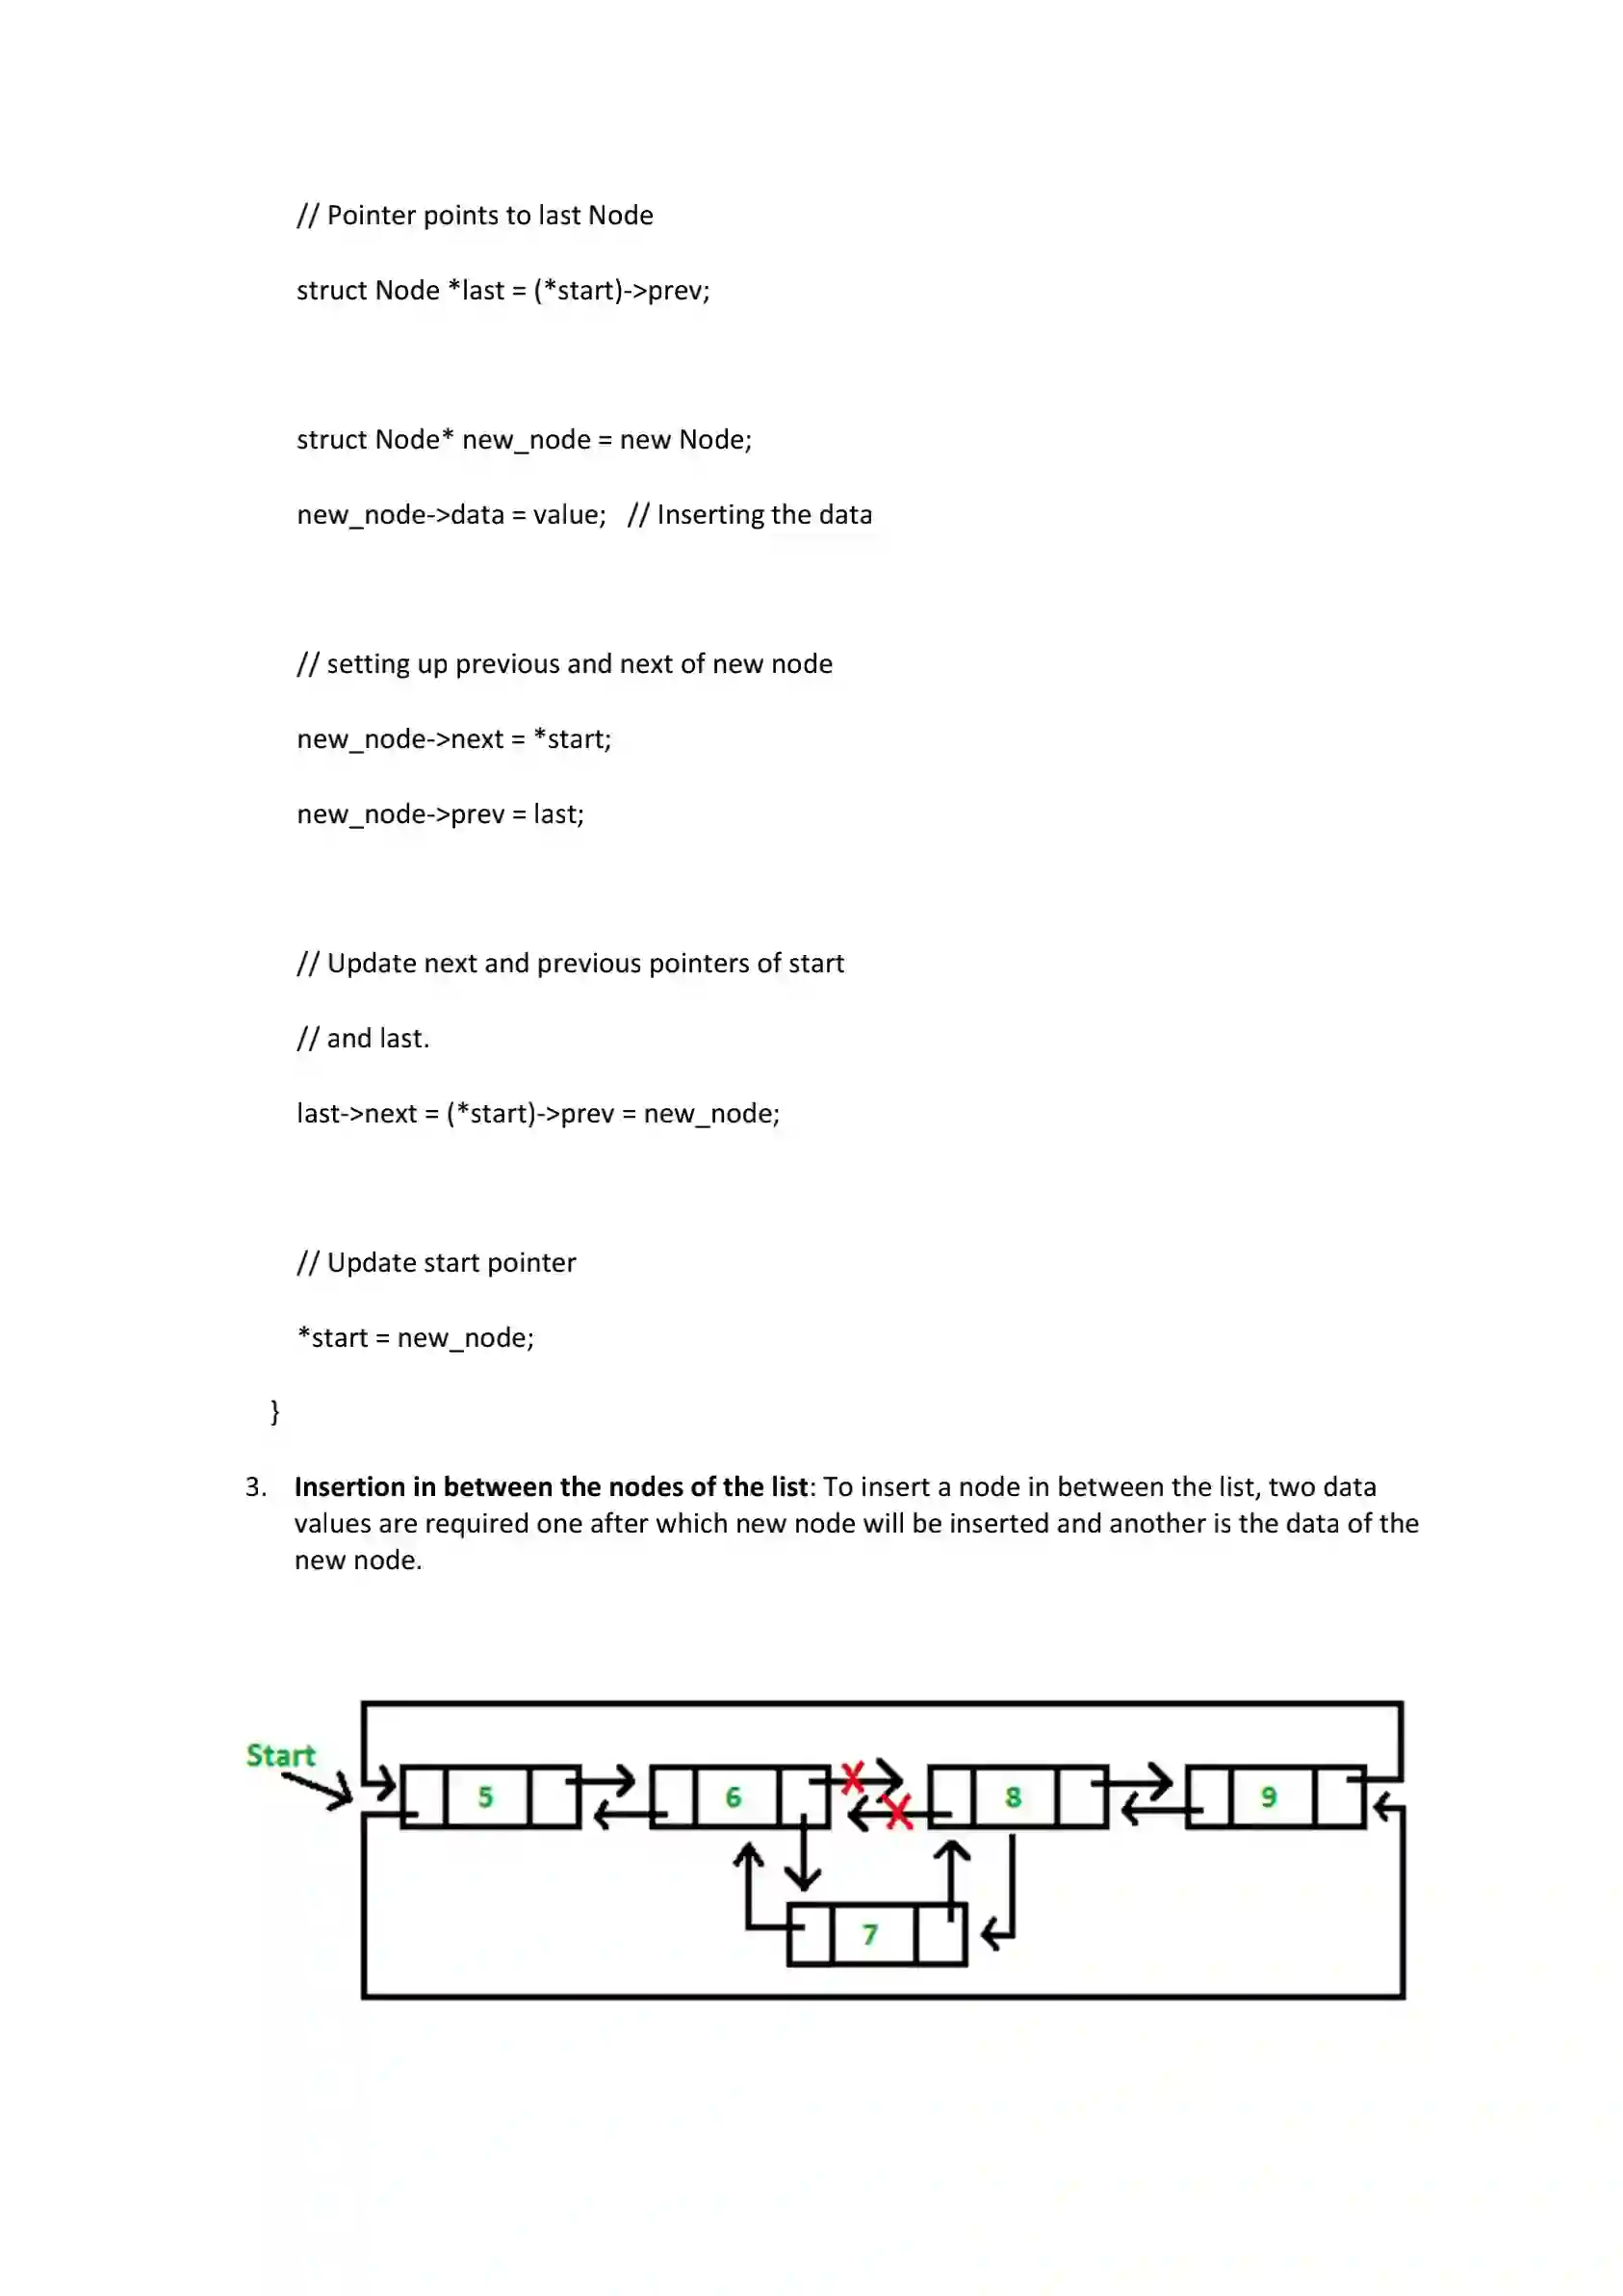 // Pointer points to last Node
struct Node *last = (*start)->prev;
struct Node* new_node = new Node;
new_node->data = value;   // Inserting the data
// setting up previous and next of new node
new_node->next = *start;
new_node->prev = last;
// Update next and previous pointers of start
// and last.
last->next = (*start)->prev = new_node;
// Update start pointer
*start = new_node;
}
3. Insertion in between the nodes of the list: To insert a node in between the list, two data
values are required one after which new node will be inserted and another is the data of the
new node.
Start
5 6 8 9
7